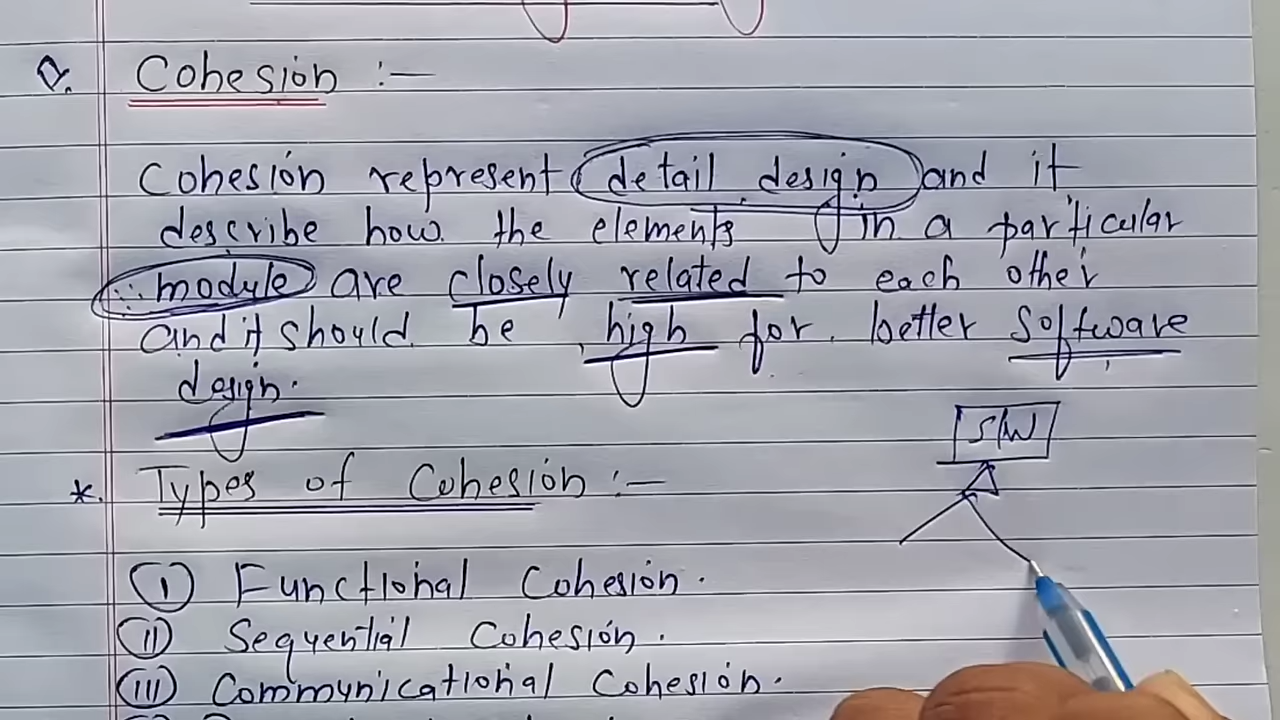 Q. Cohesion :-
Cohesion represent detail design and it
describe how the elements in a particular
module are closely related to each other
and it should be high for better software
design.
S/W
*. Types of Cohesion :-
(I) Functional Cohesion.
(II) Sequential Cohesion.
(III) Communicational Cohesion.